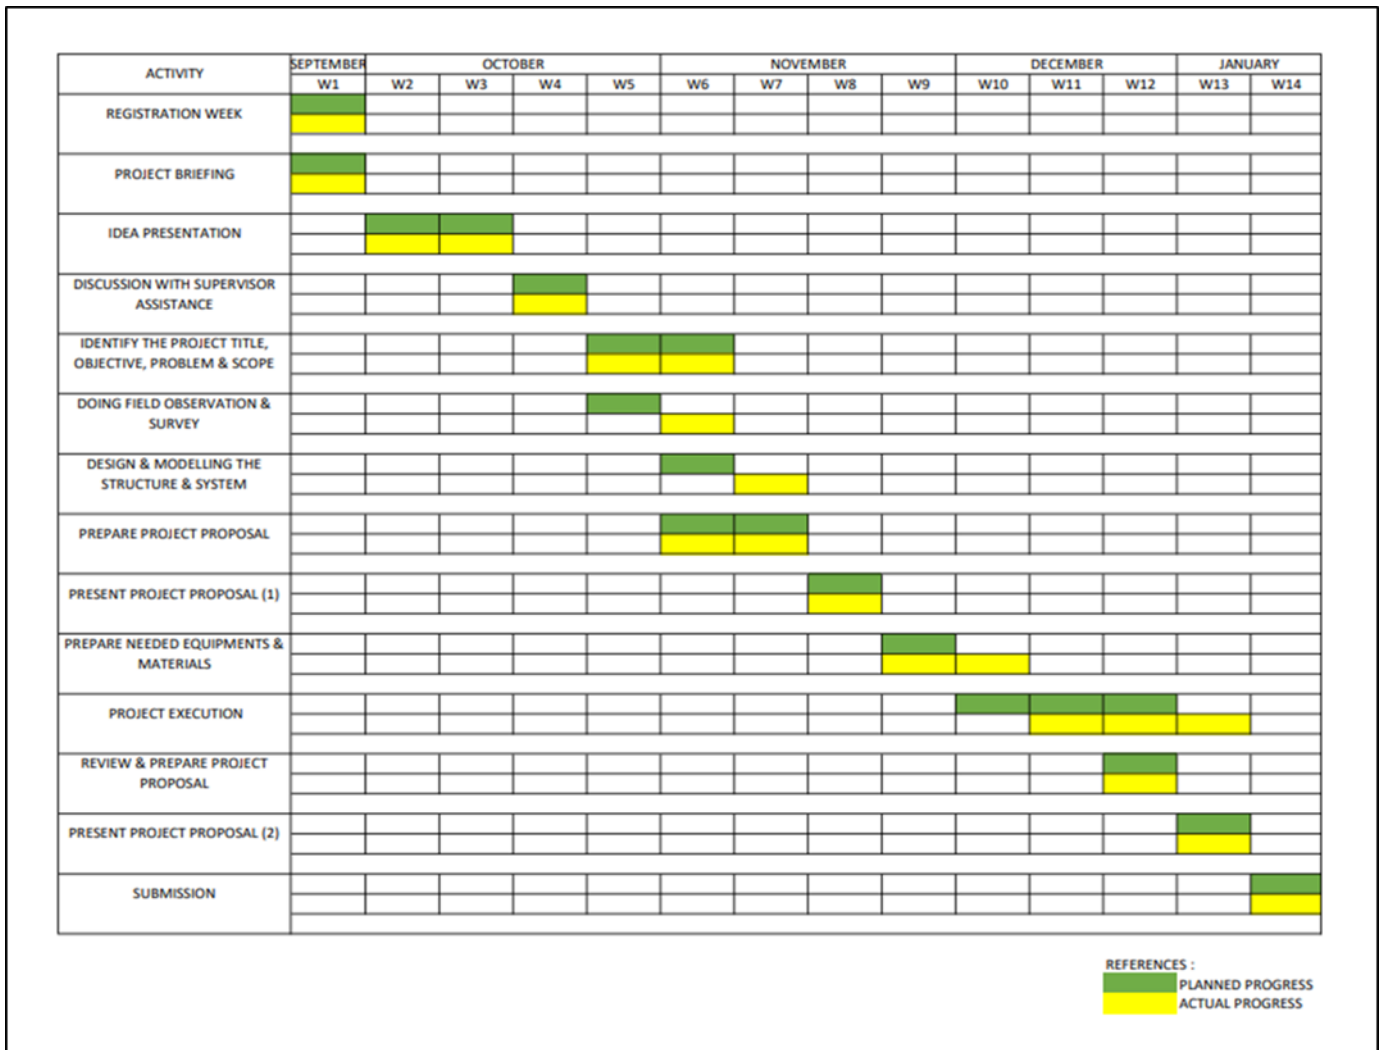 ACTIVITY
SEPTEMBER OCTOBER NOVEMBER DECEMBER JANUARY
W1 W2 W3 W4 W5 W6 W7 W8 W9 W10 W11 W12 W13 W14
REGISTRATION WEEK
PROJECT BRIEFING
IDEA PRESENTATION
DISCUSSION WITH SUPERVISOR
ASSISTANCE
IDENTIFY THE PROJECT TITLE,
OBJECTIVE, PROBLEM & SCOPE
DOING FIELD OBSERVATION &
SURVEY
DESIGN & MODELLING THE
STRUCTURE & SYSTEM
PREPARE PROJECT PROPOSAL
PRESENT PROJECT PROPOSAL (1)
PREPARE NEEDED EQUIPMENTS &
MATERIALS
PROJECT EXECUTION
REVIEW & PREPARE PROJECT
PROPOSAL
PRESENT PROJECT PROPOSAL (2)
SUBMISSION
REFERENCES :
PLANNED PROGRESS
ACTUAL PROGRESS